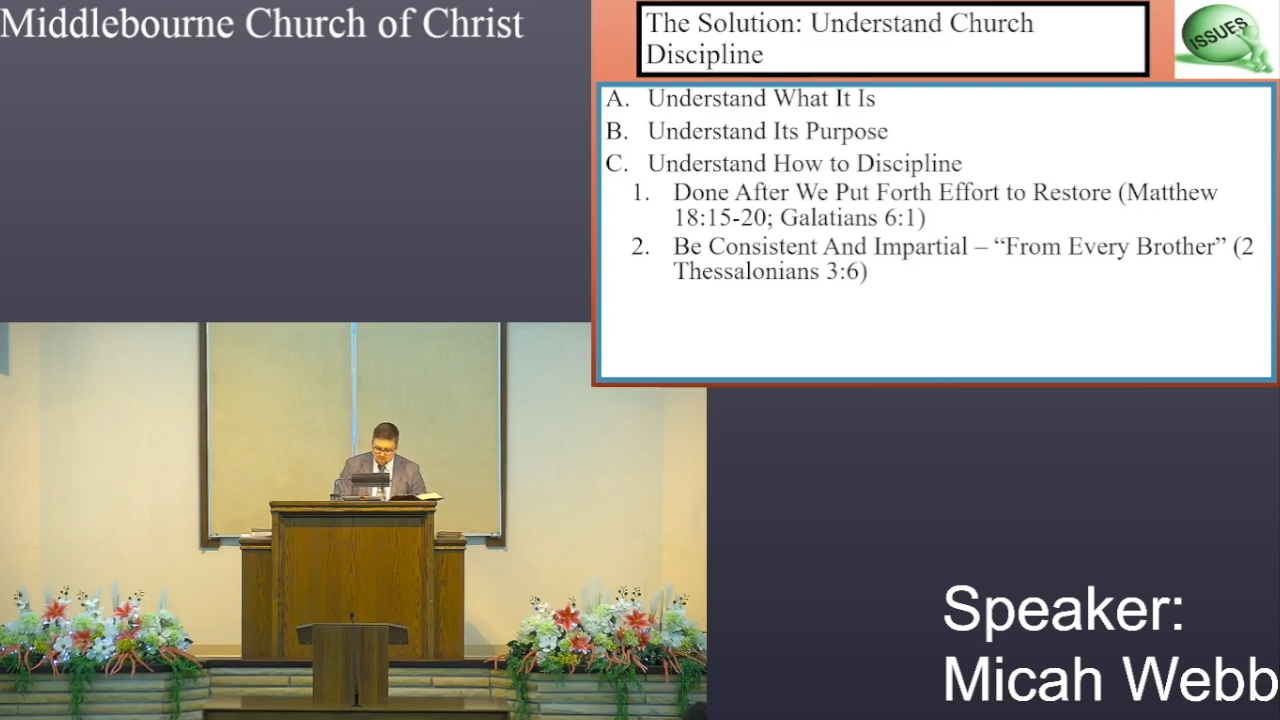 Middlebourne Church of Christ
The Solution: Understand Church
Discipline
ISSUES
A. Understand What It Is
B. Understand Its Purpose
C. Understand How to Discipline
1. Done After We Put Forth Effort to Restore (Matthew
18:15-20; Galatians 6:1)
2. Be Consistent And Impartial – “From Every Brother” (2
Thessalonians 3:6)
Speaker:
Micah Webb